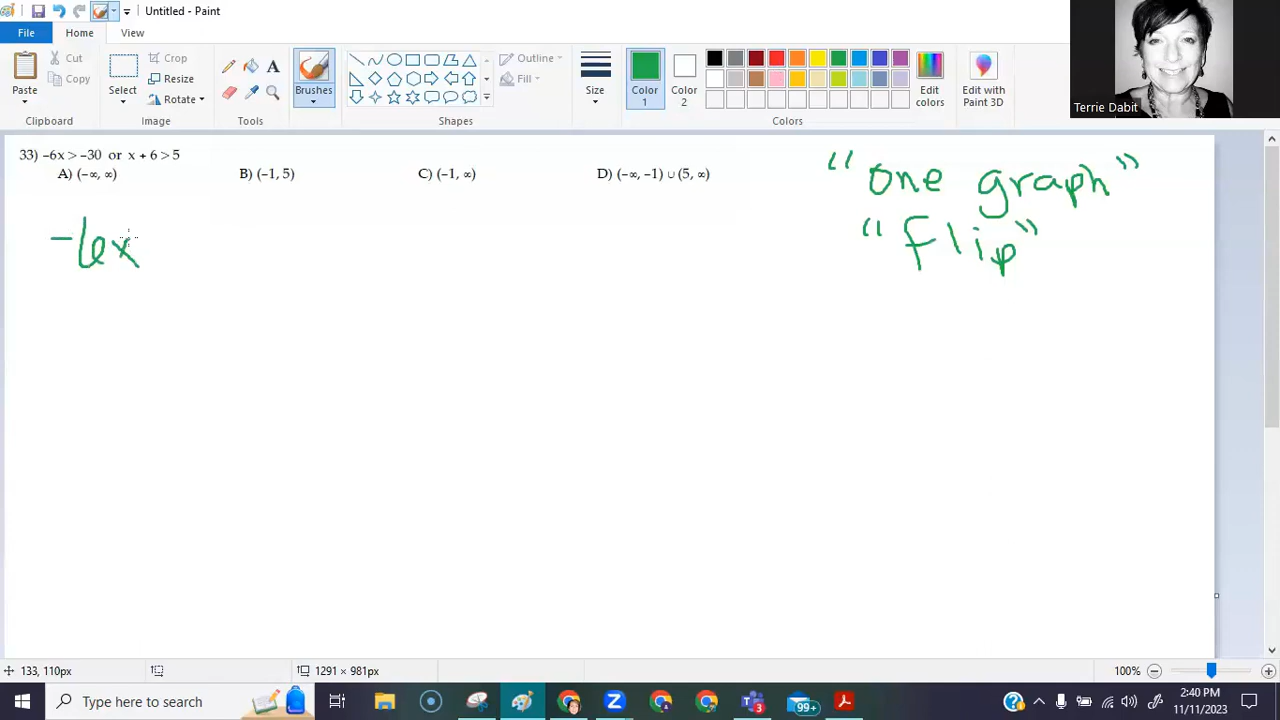 Untitled - Paint
File
Home
View
Paste
Cut
Copy
Clipboard
Select
Crop
Resize
Rotate
Image
A
Tools
Brushes
Shapes
Outline
Fill
Size
Color 1
Color 2
Colors
Edit colors
Edit with Paint 3D
Terrie Dabit
33) -6x > -30 or x + 6 > 5
A) (-∞, ∞) B) (-1, 5) C) (-1, ∞) D) (-∞, -1) ∪ (5, ∞)
"one graph"
"flip"
-6x
133, 110px
1291 × 981px
100%
Type here to search
3
99+
2:40 PM
11/11/2023